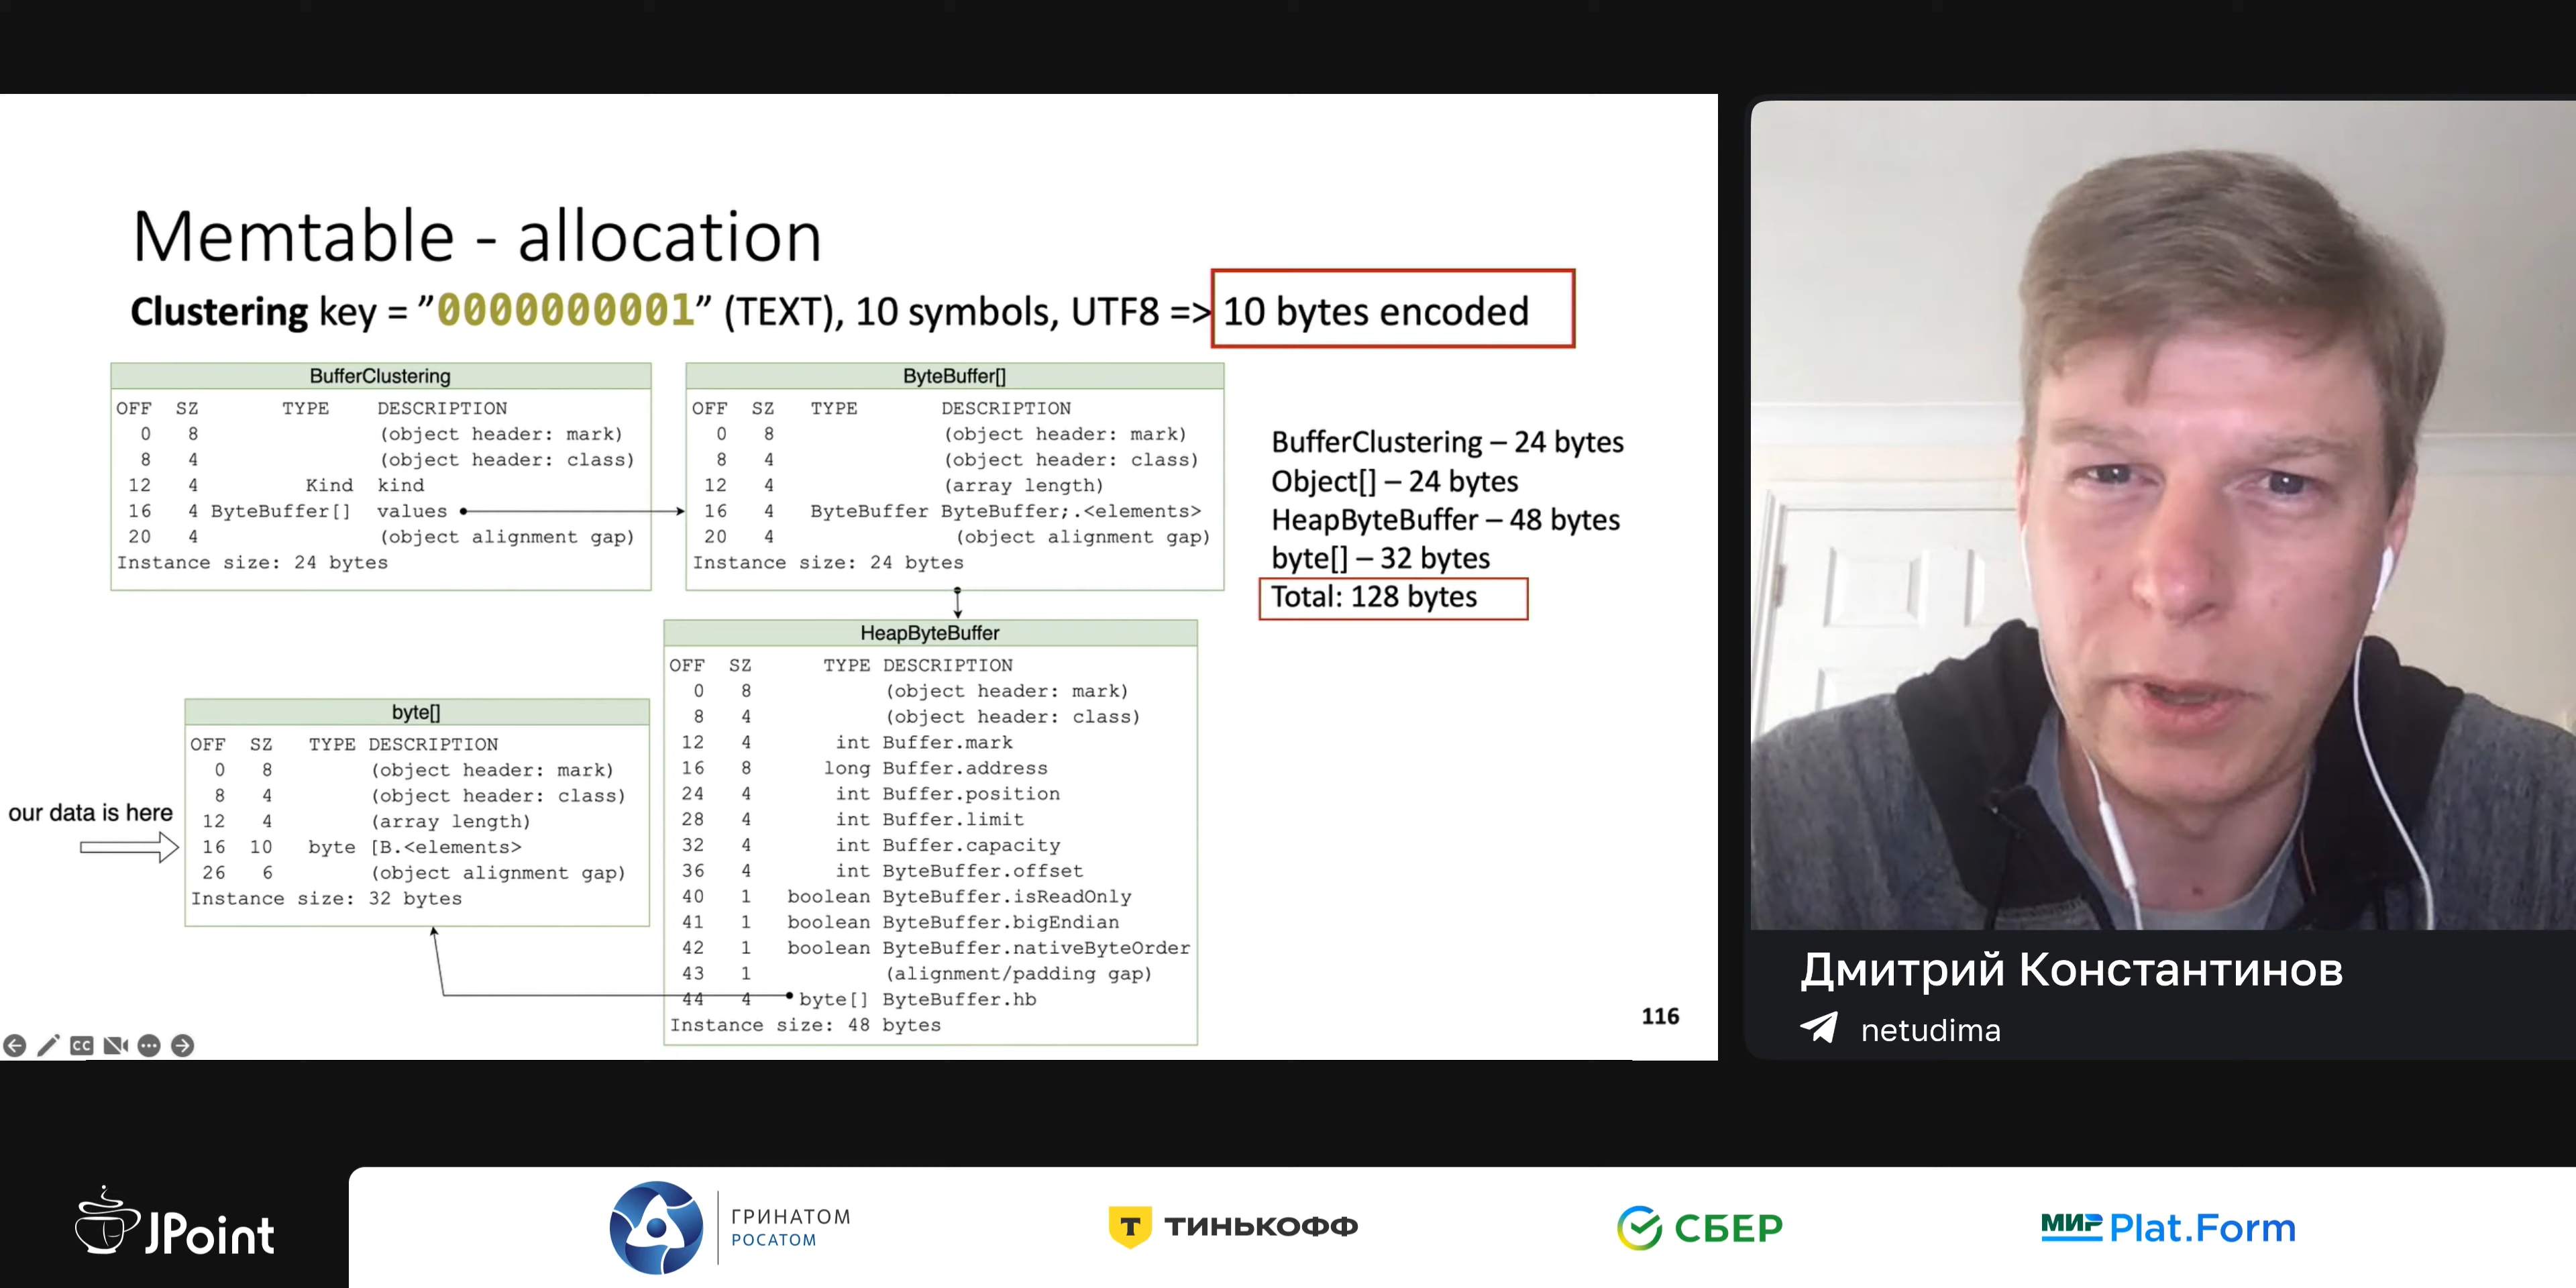 Memtable - allocation
Clustering key = ”0000000001” (TEXT), 10 symbols, UTF8 => 10 bytes encoded
BufferClustering
OFF SZ TYPE DESCRIPTION
0 8 (object header: mark)
8 4 (object header: class)
12 4 Kind kind
16 4 ByteBuffer[] values
20 4 (object alignment gap)
Instance size: 24 bytes
ByteBuffer[]
OFF SZ TYPE DESCRIPTION
0 8 (object header: mark)
8 4 (object header: class)
12 4 (array length)
16 4 ByteBuffer ByteBuffer;.<elements>
20 4 (object alignment gap)
Instance size: 24 bytes
BufferClustering – 24 bytes
Object[] – 24 bytes
HeapByteBuffer – 48 bytes
byte[] – 32 bytes
Total: 128 bytes
HeapByteBuffer
OFF SZ TYPE DESCRIPTION
0 8 (object header: mark)
8 4 (object header: class)
12 4 int Buffer.mark
16 8 long Buffer.address
24 4 int Buffer.position
28 4 int Buffer.limit
32 4 int Buffer.capacity
36 4 int ByteBuffer.offset
40 1 boolean ByteBuffer.isReadOnly
41 1 boolean ByteBuffer.bigEndian
42 1 boolean ByteBuffer.nativeByteOrder
43 1 (alignment/padding gap)
44 4 byte[] ByteBuffer.hb
Instance size: 48 bytes
our data is here
byte[]
OFF SZ TYPE DESCRIPTION
0 8 (object header: mark)
8 4 (object header: class)
12 4 (array length)
16 10 byte [B.<elements>
26 6 (object alignment gap)
Instance size: 32 bytes
116
CC
Дмитрий Константинов
netudima
JPoint
ГРИНАТОМ
РОСАТОМ
Т ТИНЬКОФФ
СБЕР
МИР Plat.Form